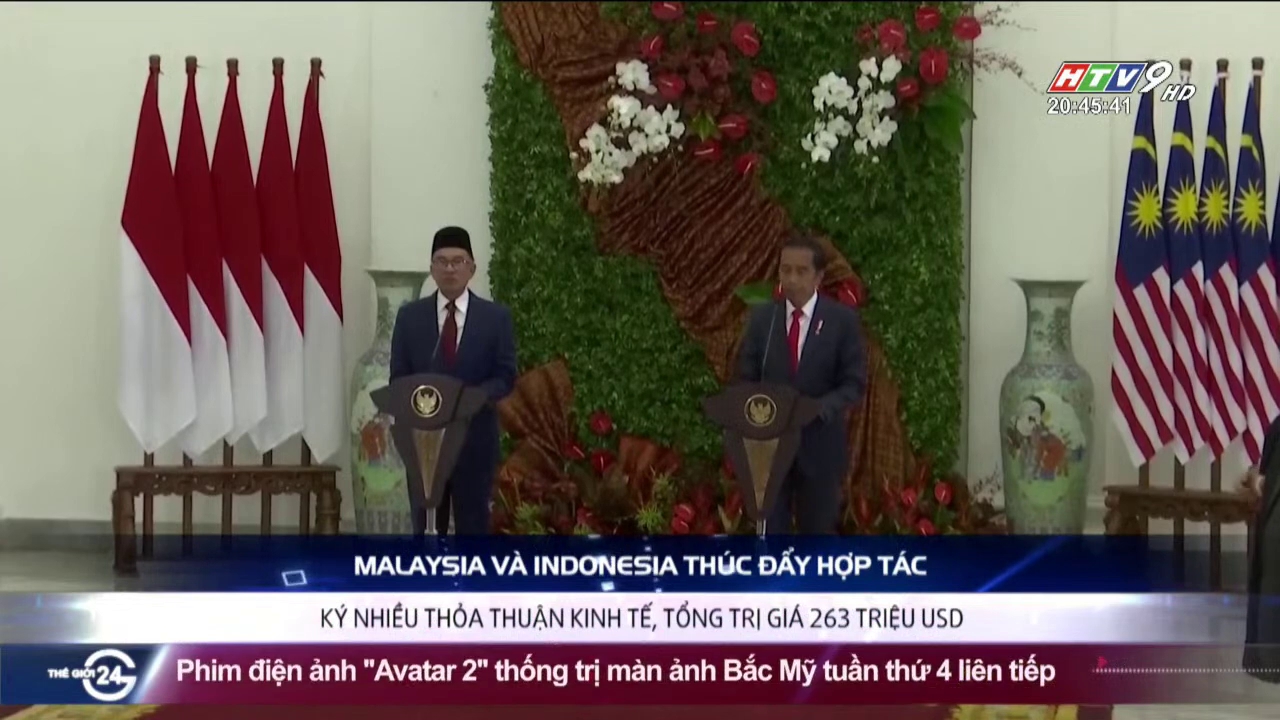 HTV9 HD
20:45:41
MALAYSIA VÀ INDONESIA THÚC ĐẨY HỢP TÁC
KÝ NHIỀU THỎA THUẬN KINH TẾ, TỔNG TRỊ GIÁ 263 TRIỆU USD
THẾ GIỚI 24G
Phim điện ảnh "Avatar 2" thống trị màn ảnh Bắc Mỹ tuần thứ 4 liên tiếp